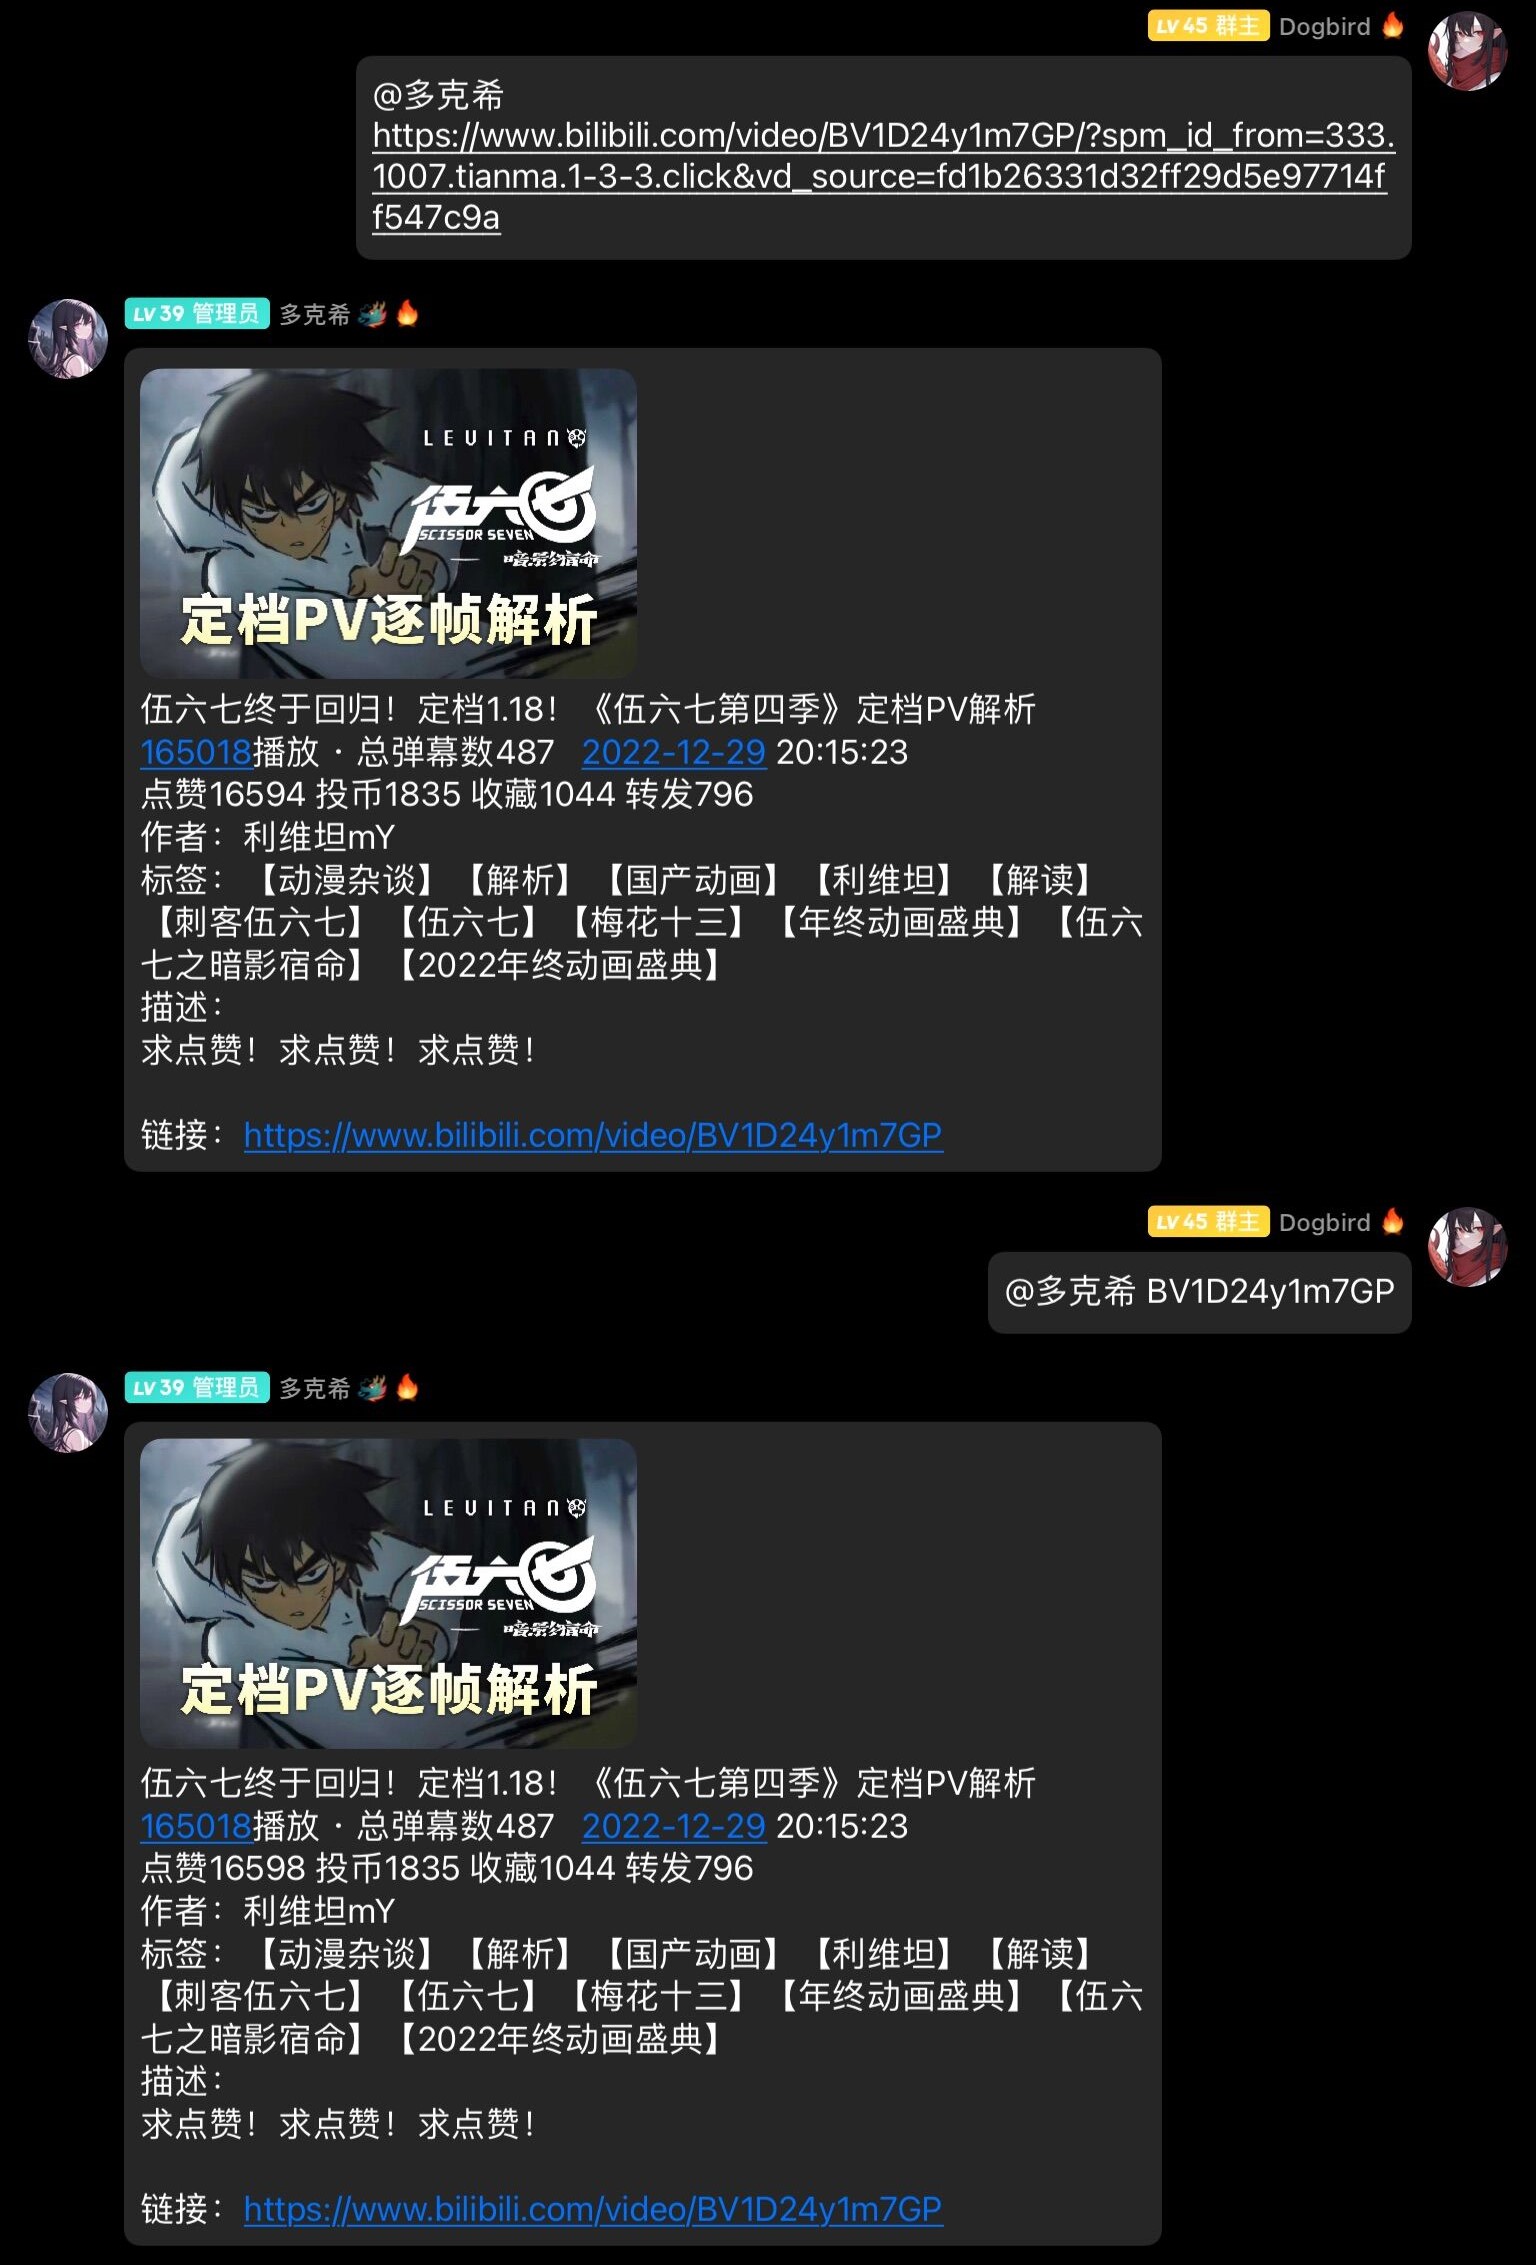 LV45 群主 Dogbird
@多克希
https://www.bilibili.com/video/BV1D24y1m7GP/?spm_id_from=333.
1007.tianma.1-3-3.click&vd_source=fd1b26331d32ff29d5e97714f
f547c9a
LV39 管理员 多克希
LEVITAN
伍六七
SCISSOR SEVEN
暗影宿命
定档PV逐帧解析
伍六七终于回归！定档1.18！《伍六七第四季》定档PV解析
165018播放 · 总弹幕数487 2022-12-29 20:15:23
点赞16594 投币1835 收藏1044 转发796
作者：利维坦mY
标签：【动漫杂谈】【解析】【国产动画】【利维坦】【解读】
【刺客伍六七】【伍六七】【梅花十三】【年终动画盛典】【伍六
七之暗影宿命】【2022年终动画盛典】
描述：
求点赞！求点赞！求点赞！
链接：https://www.bilibili.com/video/BV1D24y1m7GP
LV45 群主 Dogbird
@多克希 BV1D24y1m7GP
LV39 管理员 多克希
LEVITAN
伍六七
SCISSOR SEVEN
暗影宿命
定档PV逐帧解析
伍六七终于回归！定档1.18！《伍六七第四季》定档PV解析
165018播放 · 总弹幕数487 2022-12-29 20:15:23
点赞16598 投币1835 收藏1044 转发796
作者：利维坦mY
标签：【动漫杂谈】【解析】【国产动画】【利维坦】【解读】
【刺客伍六七】【伍六七】【梅花十三】【年终动画盛典】【伍六
七之暗影宿命】【2022年终动画盛典】
描述：
求点赞！求点赞！求点赞！
链接：https://www.bilibili.com/video/BV1D24y1m7GP